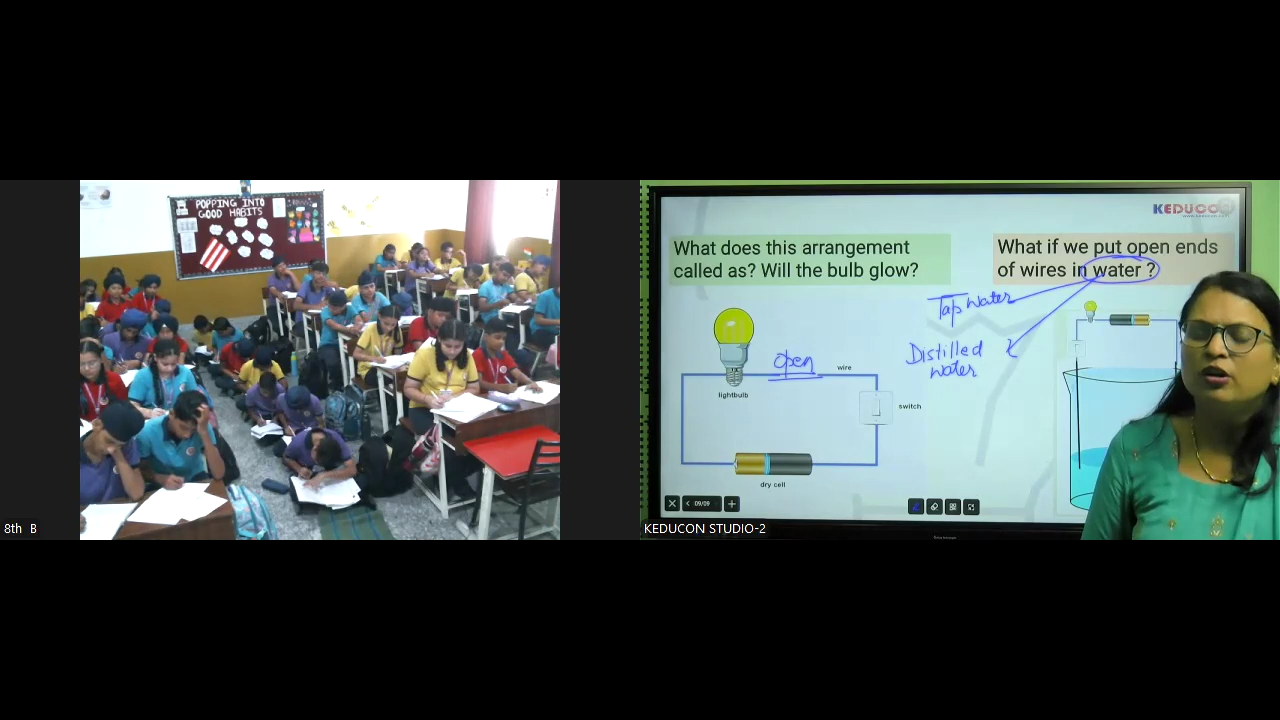 POPPING INTO
GOOD HABITS
8th B
KEDUCON
What does this arrangement
called as? Will the bulb glow?
What if we put open ends
of wires in water ?
Tap Water
Distilled
Water
open
wire
lightbulb
switch
dry cell
09/09
KEDUCON STUDIO-2